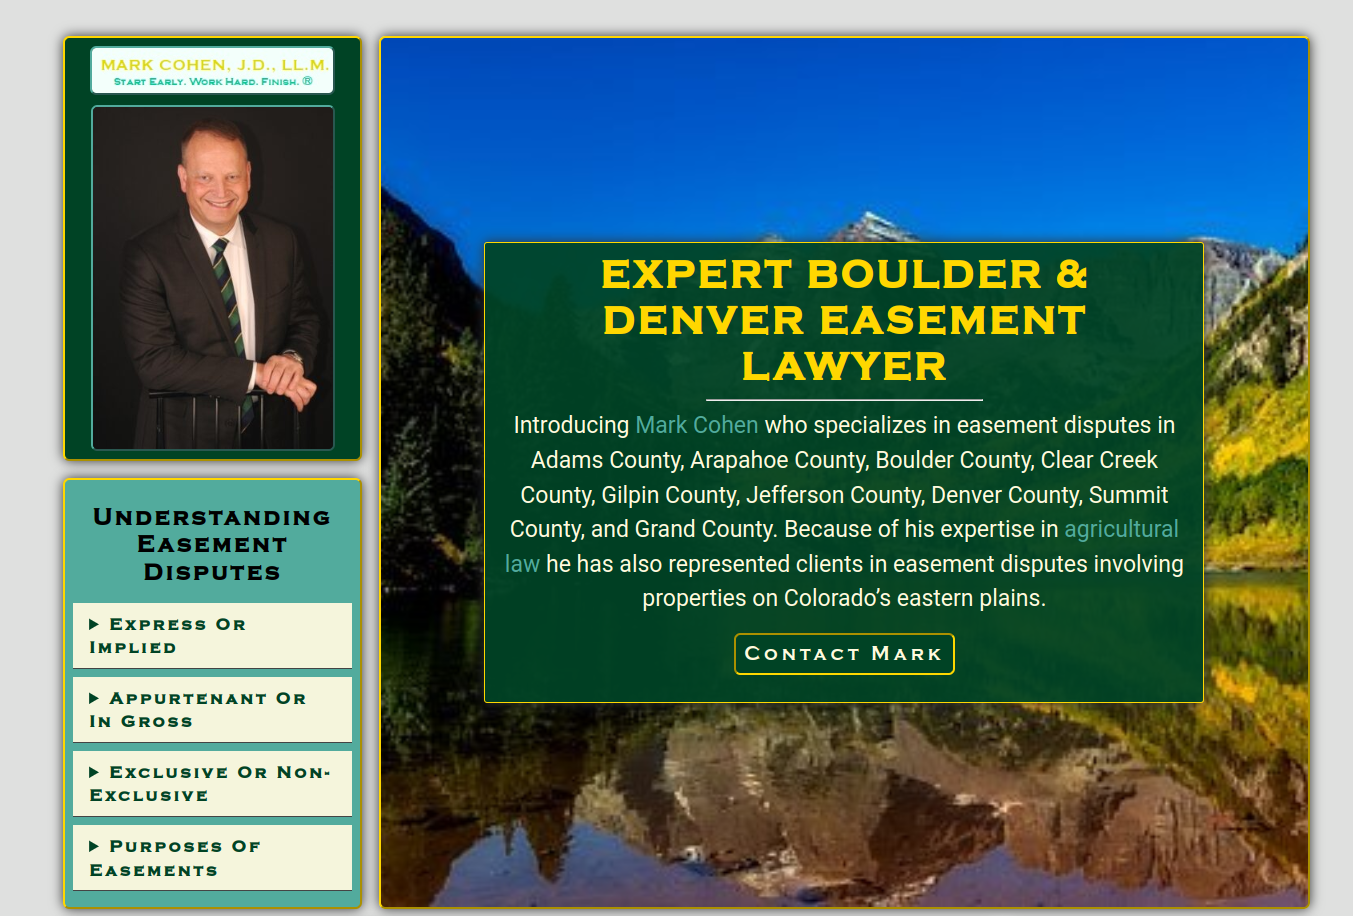 MARK COHEN, J.D., LL.M.
Start Early. Work Hard. Finish. ®
Understanding
Easement
Disputes
Express Or
Implied
Appurtenant Or
In Gross
Exclusive Or Non-
Exclusive
Purposes Of
Easements
EXPERT BOULDER &
DENVER EASEMENT
LAWYER
Introducing Mark Cohen who specializes in easement disputes in
Adams County, Arapahoe County, Boulder County, Clear Creek
County, Gilpin County, Jefferson County, Denver County, Summit
County, and Grand County. Because of his expertise in agricultural
law he has also represented clients in easement disputes involving
properties on Colorado’s eastern plains.
Contact Mark